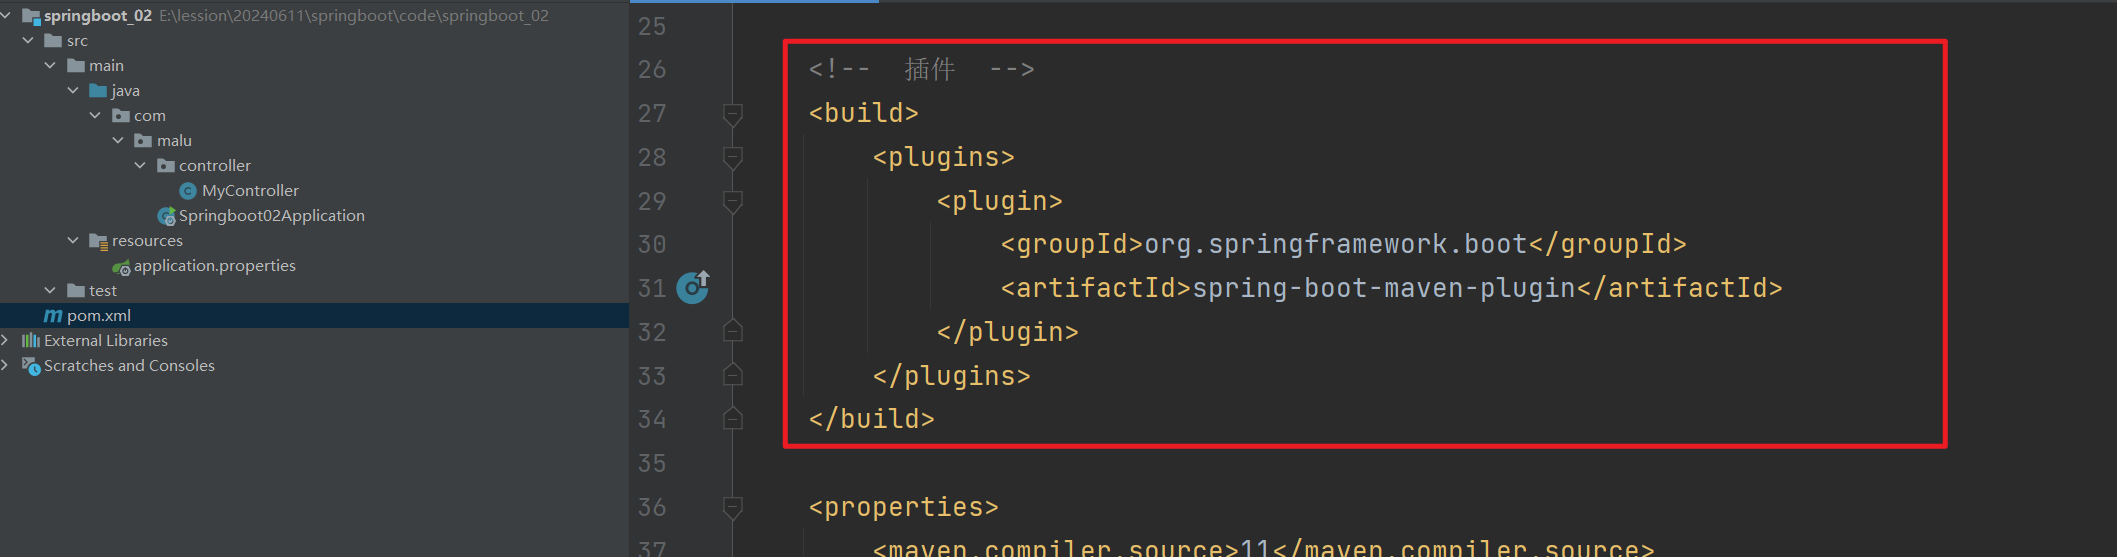 springboot_02 E:\lession\20240611\springboot\code\springboot_02
src
main
java
com
malu
controller
MyController
Springboot02Application
resources
application.properties
test
pom.xml
External Libraries
Scratches and Consoles
25
26 <!-- 插件 -->
27 <build>
28 <plugins>
29 <plugin>
30 <groupId>org.springframework.boot</groupId>
31 <artifactId>spring-boot-maven-plugin</artifactId>
32 </plugin>
33 </plugins>
34 </build>
35
36 <properties>
37 <maven.compiler.source>11</maven.compiler.source>